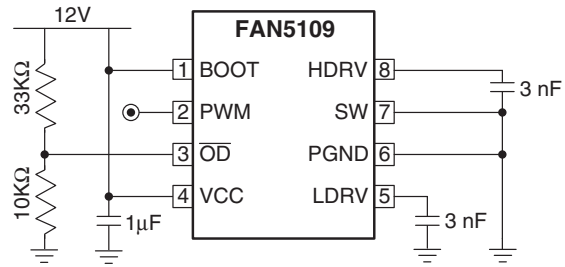 12V
FAN5109
33KΩ
1 BOOT HDRV 8
3 nF
2 PWM SW 7
3 OD PGND 6
10KΩ
4 VCC LDRV 5
1μF
3 nF